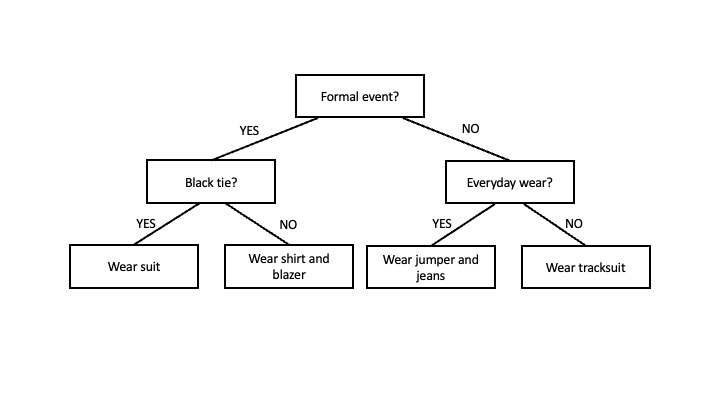 Formal event?
YES
NO
Black tie?
Everyday wear?
YES
NO
YES
NO
Wear suit
Wear shirt and
blazer
Wear jumper and
jeans
Wear tracksuit